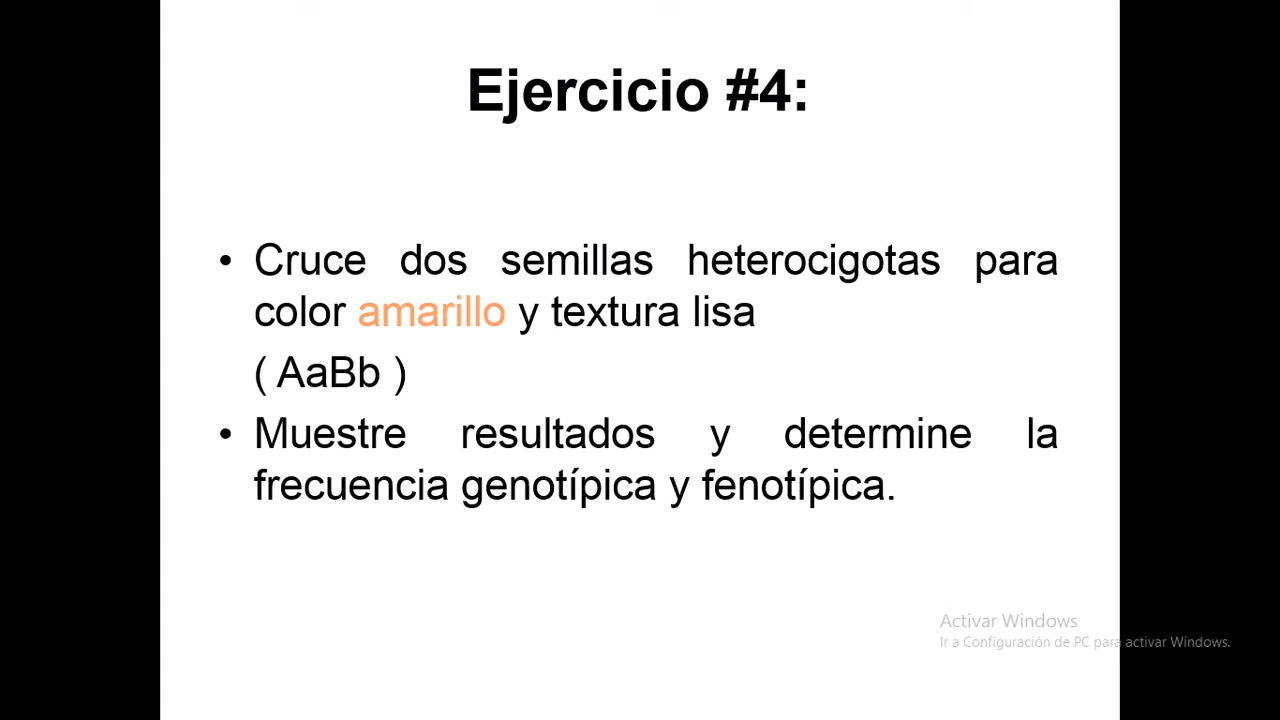 Ejercicio #4:
• Cruce dos semillas heterocigotas para
color amarillo y textura lisa
( AaBb )
• Muestre resultados y determine la
frecuencia genotípica y fenotípica.
Activar Windows
Ir a Configuración de PC para activar Windows.